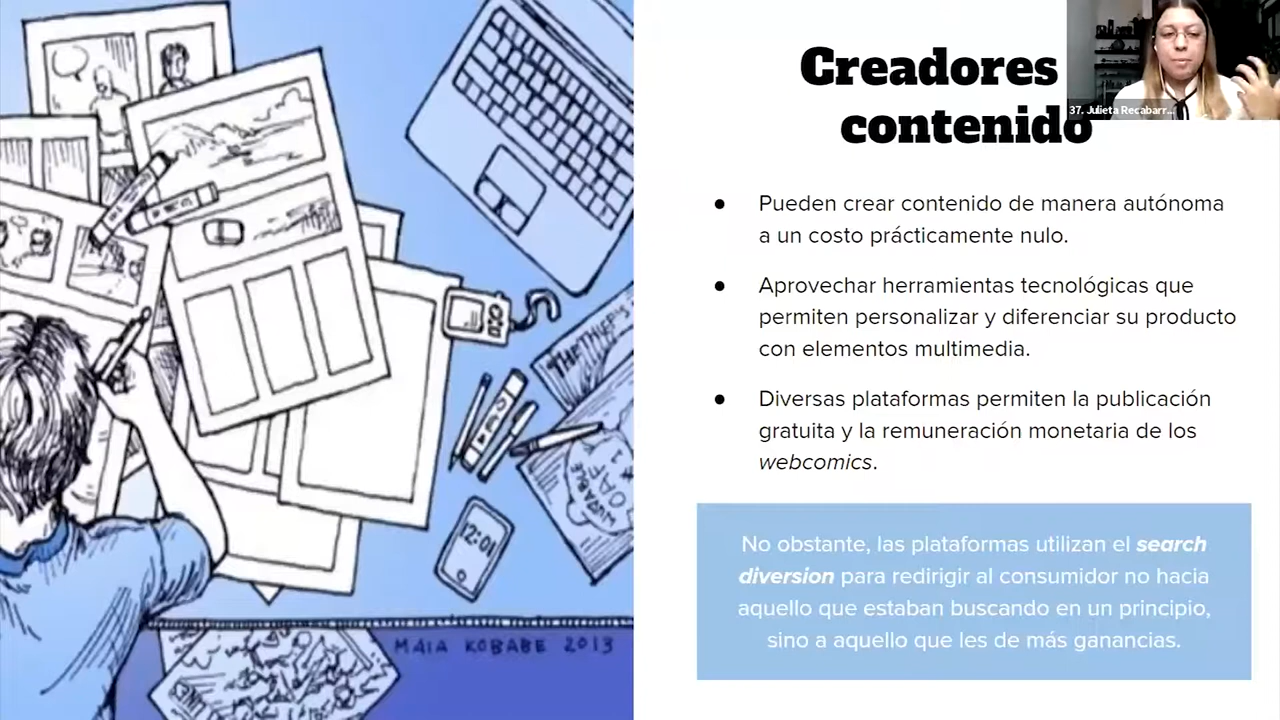 Creadores
contenido
37. Julieta Recabarr...
● Pueden crear contenido de manera autónoma
a un costo prácticamente nulo.
● Aprovechar herramientas tecnológicas que
permiten personalizar y diferenciar su producto
con elementos multimedia.
● Diversas plataformas permiten la publicación
gratuita y la remuneración monetaria de los
webcomics.
No obstante, las plataformas utilizan el search
diversion para redirigir al consumidor no hacia
aquello que estaban buscando en un principio,
sino a aquello que les de más ganancias.
12:01
MAIA KOBABE 2013